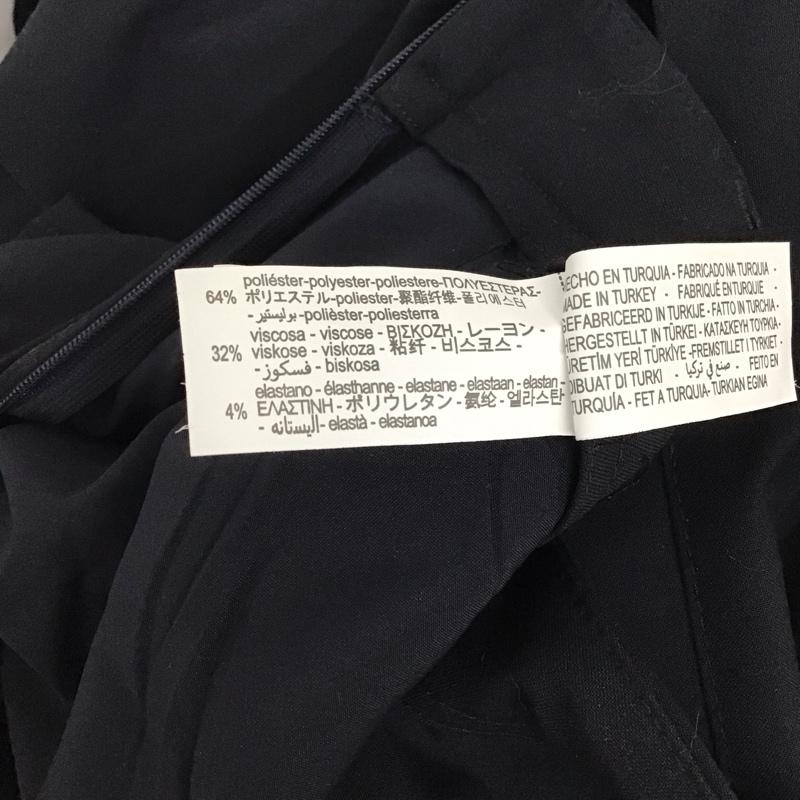 poliéster-polyester-poliestere-ΠΟΛΥΕΣΤΕΡΑΣ-
64% ポリエステル-poliester-聚酯纤维-폴리에스터
- بوليستير-polièster-poliesterra
viscosa - viscose - ΒΙΣΚΟΖΗ - レーヨン -
32% viskose - viskoza - 粘纤 - 비스코스 -
- فسكوز - biskosa
elastano - élasthanne - elastane - elastaan - elastan -
4% ΕΛΑΣΤΙΝΗ - ポリウレタン - 氨纶 - 엘라스탄
- اليستانه - elastà - elastanoa
HECHO EN TURQUIA - FABRICADO NA TURQUIA -
MADE IN TURKEY - FABRIQUÉ EN TURQUIE -
GEFABRICEERD IN TURKIJE - FATTO IN TURCHIA -
HERGESTELLT IN TÜRKEI - ΚΑΤΑΣΚΕΥΗ ΤΟΥΡΚΙΑ -
ÜRETİM YERİ TÜRKİYE - FREMSTILLET I TYRKIET -
DIBUAT DI TURKI - صنع في تركيا - FEITO EN
TURQUÍA - FET A TURQUIA- TURKIAN EGINA